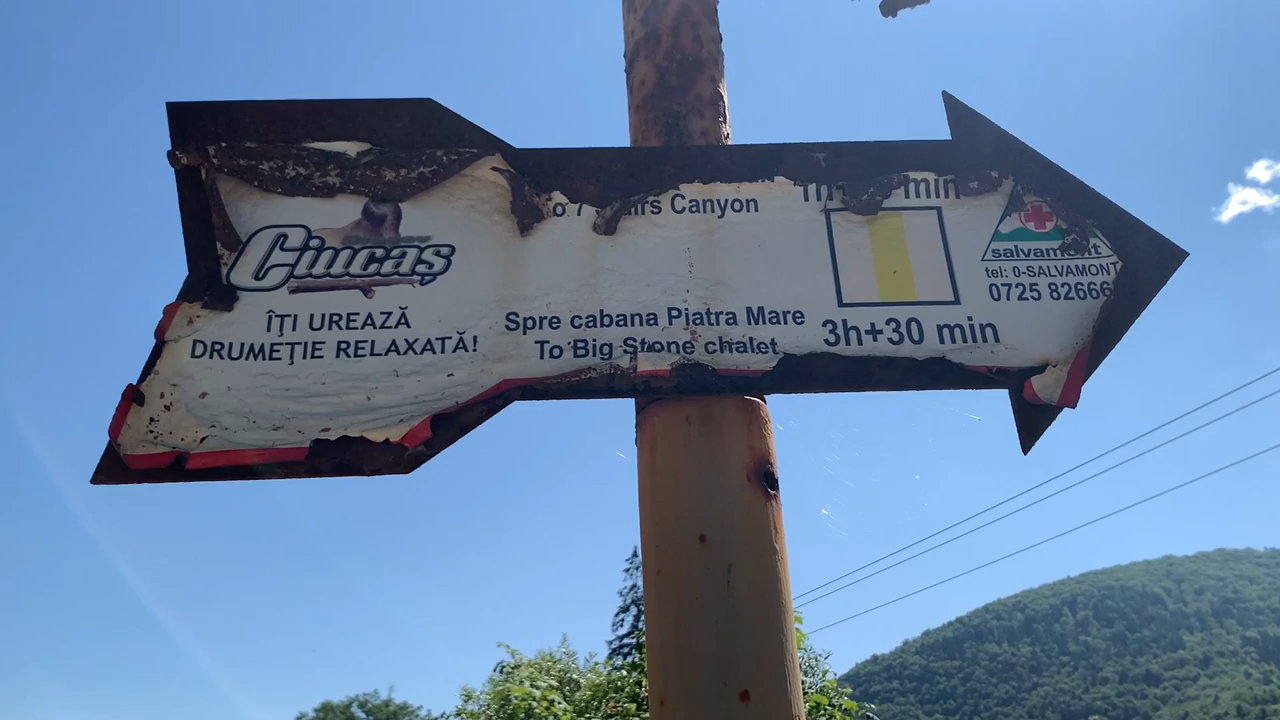 Ciucaş
ÎŢI UREAZĂ
DRUMEŢIE RELAXATĂ!
7 Canyon
min
Spre cabana Piatra Mare
To Big Stone chalet
3h+30 min
salvamont
tel: 0-SALVAMONT
0725 82666